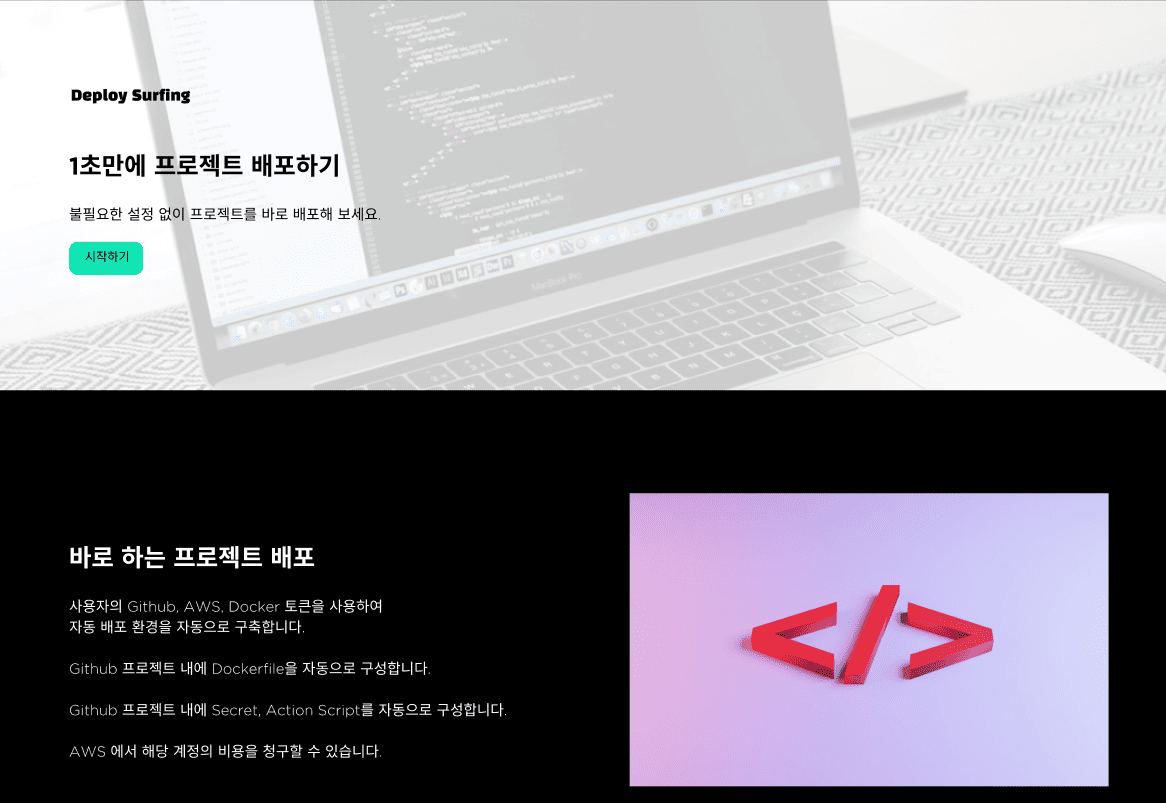 Deploy Surfing
1초만에 프로젝트 배포하기
불필요한 설정 없이 프로젝트를 바로 배포해 보세요.
시작하기
MacBook Pro
바로 하는 프로젝트 배포
사용자의 Github, AWS, Docker 토큰을 사용하여
자동 배포 환경을 자동으로 구축합니다.
Github 프로젝트 내에 Dockerfile을 자동으로 구성합니다.
Github 프로젝트 내에 Secret, Action Script를 자동으로 구성합니다.
AWS 에서 해당 계정의 비용을 청구할 수 있습니다.